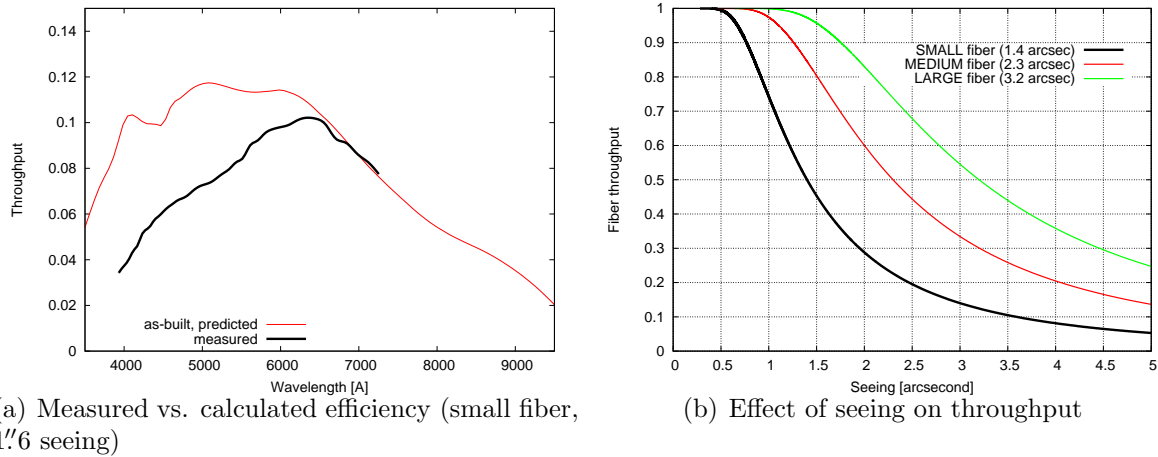 0.14
0.12
0.1
0.08
0.06
0.04
0.02
0
Throughput
as-built, predicted
measured
4000 5000 6000 7000 8000 9000
Wavelength [A]
(a) Measured vs. calculated efficiency (small fiber,
1.″6 seeing)
1
0.9
0.8
0.7
0.6
0.5
0.4
0.3
0.2
0.1
0
Fiber throughput
SMALL fiber (1.4 arcsec)
MEDIUM fiber (2.3 arcsec)
LARGE fiber (3.2 arcsec)
0 0.5 1 1.5 2 2.5 3 3.5 4 4.5 5
Seeing [arcsecond]
(b) Effect of seeing on throughput